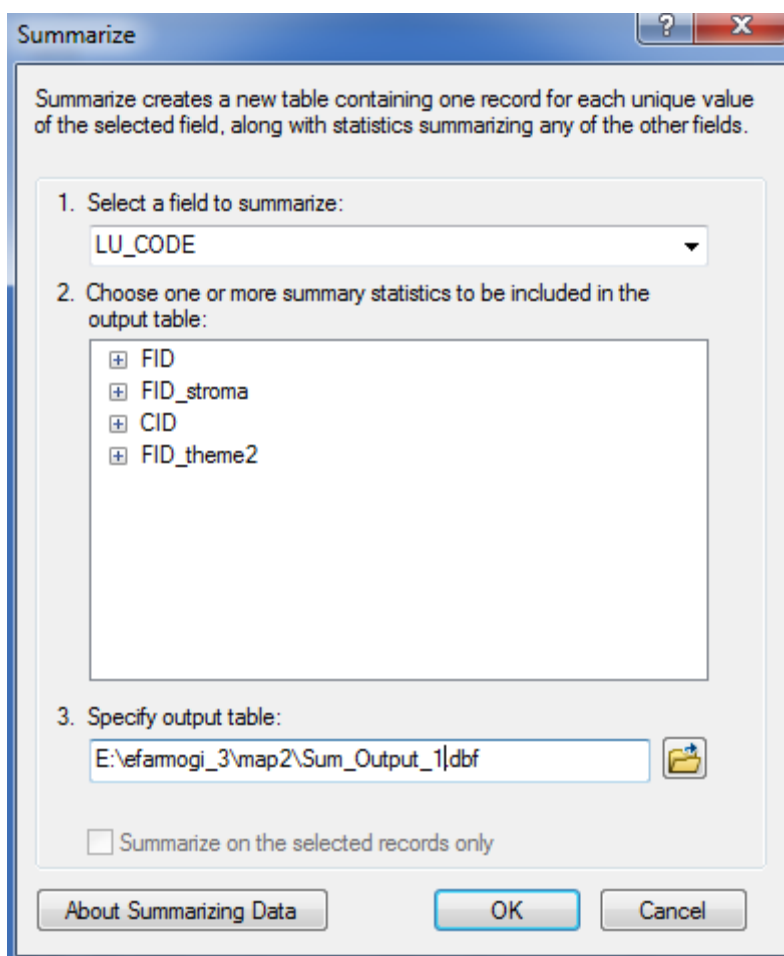 Summarize
Summarize creates a new table containing one record for each unique value
of the selected field, along with statistics summarizing any of the other fields.
1. Select a field to summarize:
LU_CODE
2. Choose one or more summary statistics to be included in the
output table:
FID
FID_stroma
CID
FID_theme2
3. Specify output table:
E:\efarmogi_3\map2\Sum_Output_1.dbf
Summarize on the selected records only
About Summarizing Data
OK
Cancel